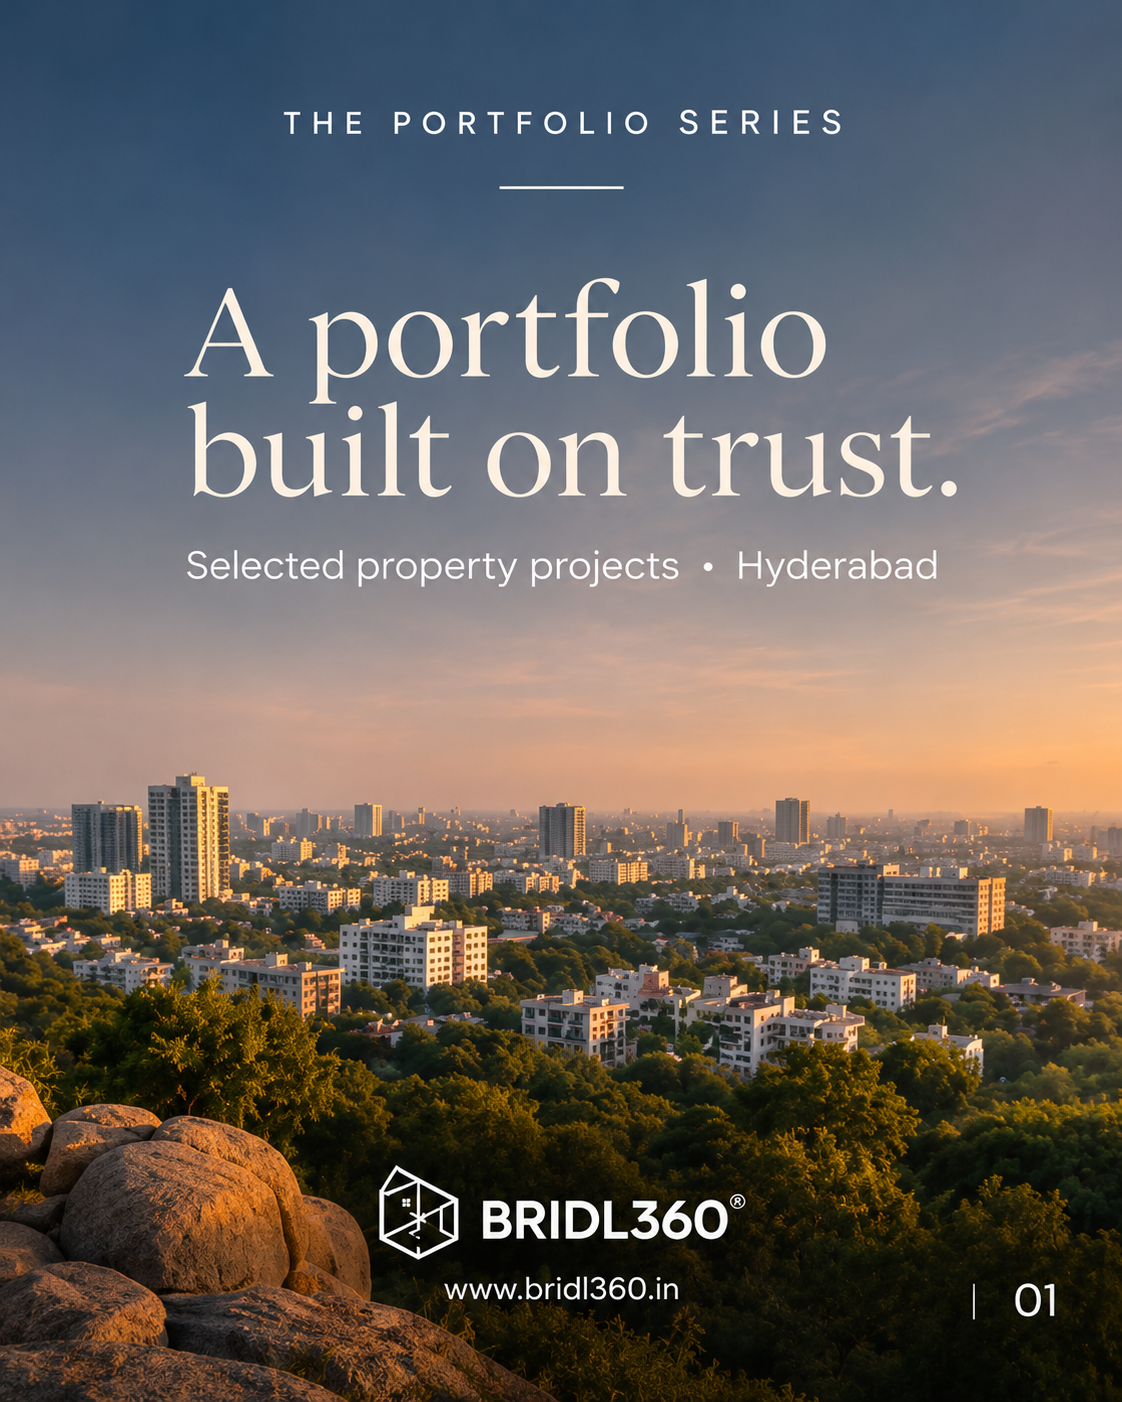 THE PORTFOLIO SERIES
A portfolio
built on trust.
Selected property projects • Hyderabad
BRIDL360®
www.bridl360.in
01